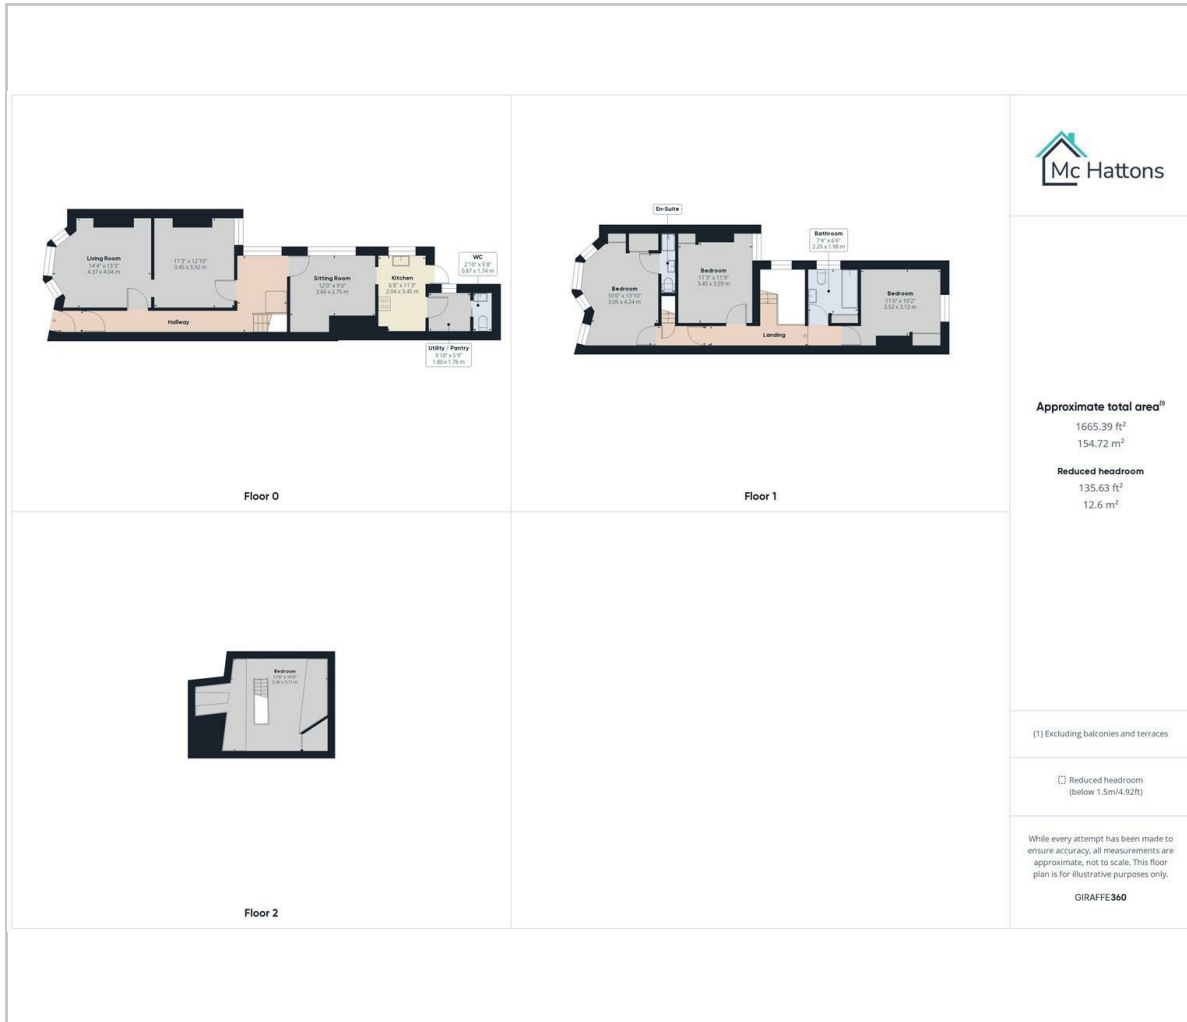 Living Room
14'4" x 13'3"
4.37 x 4.04 m
11'3" x 12'10"
3.45 x 3.92 m
Hallway
Sitting Room
12'0" x 9'0"
3.66 x 2.75 m
Kitchen
6'8" x 11'3"
2.04 x 3.45 m
WC
2'10" x 5'8"
0.87 x 1.74 m
Utility / Pantry
5'10" x 5'9"
1.80 x 1.76 m
Floor 0
En-Suite
Bedroom
10'0" x 13'10"
3.05 x 4.24 m
Bedroom
11'3" x 11'9"
3.45 x 3.59 m
Bathroom
7'4" x 6'6"
2.25 x 1.98 m
Bedroom
11'6" x 10'2"
3.52 x 3.12 m
Landing
Floor 1
Bedroom
Floor 2
Mc Hattons
Approximate total area(1)
1665.39 ft²
154.72 m²
Reduced headroom
135.63 ft²
12.6 m²
(1) Excluding balconies and terraces
Reduced headroom
(below 1.5m/4.92ft)
While every attempt has been made to
ensure accuracy, all measurements are
approximate, not to scale. This floor
plan is for illustrative purposes only.
GIRAFFE360